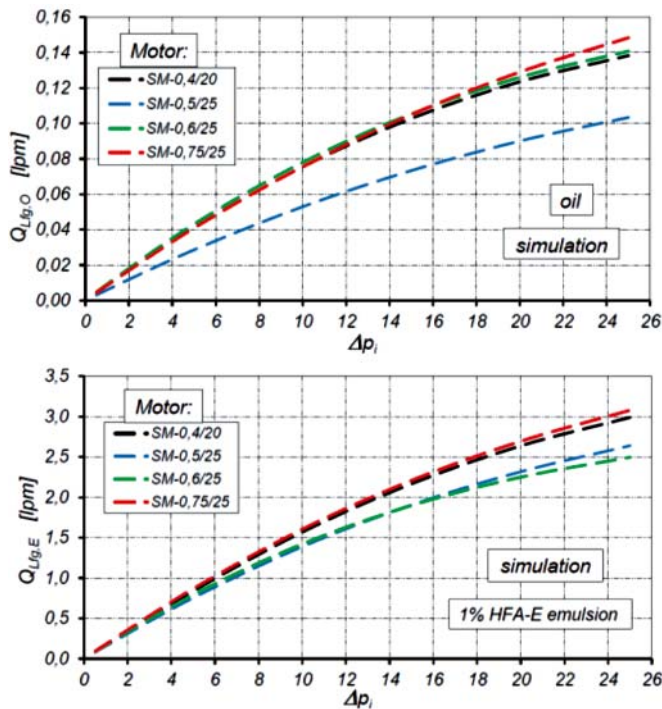 0,16
0,14
0,12
0,10
0,08
0,06
0,04
0,02
0,00
Q_Lfg.O [lpm]
Motor:
SM-0,4/20
SM-0,5/25
SM-0,6/25
SM-0,75/25
oil
simulation
0 2 4 6 8 10 12 14 16 18 20 22 24 26
Δp_i
3,5
3,0
2,5
2,0
1,5
1,0
0,5
0,0
Q_Lfg.E [lpm]
Motor:
SM-0,4/20
SM-0,5/25
SM-0,6/25
SM-0,75/25
simulation
1% HFA-E emulsion
0 2 4 6 8 10 12 14 16 18 20 22 24 26
Δp_i